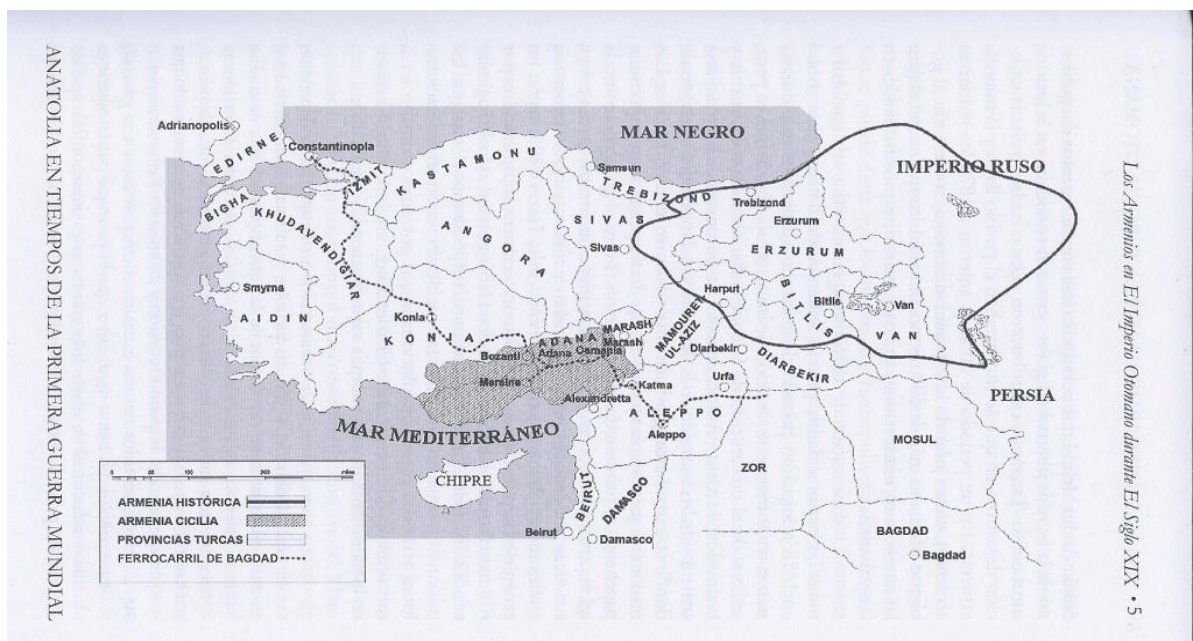 Los Armenios en El Imperio Otomano durante El Siglo XIX • 5
ANATOLIA EN TIEMPOS DE LA PRIMERA GUERRA MUNDIAL
MAR NEGRO
IMPERIO RUSO
Adrianopolis
EDIRNE
Constantinopla
IZMIT
KASTAMONU
Samsun
TREBIZOND
Trebizond
BIGHA
KHUDAVENDIGIAR
ANGORA
SIVAS
Sivas
Erzurum
ERZURUM
Smyrna
AIDIN
Konia
KONIA
Harput
MAMOURET-
UL-AZIZ
BITLIS
Bitlis
Van
VAN
MARASH
Marash
ADANA
Adana
Osmania
Bozanti
Mersine
Diarbekir
DIARBEKIR
PERSIA
Katma
Urfa
Alexandretta
ALEPPO
Aleppo
MAR MEDITERRÁNEO
MOSUL
ZOR
CHIPRE
BEIRUT
DAMASCO
Beirut
Damasco
BAGDAD
Bagdad
ARMENIA HISTÓRICA
ARMENIA CICILIA
PROVINCIAS TURCAS
FERROCARRIL DE BAGDAD